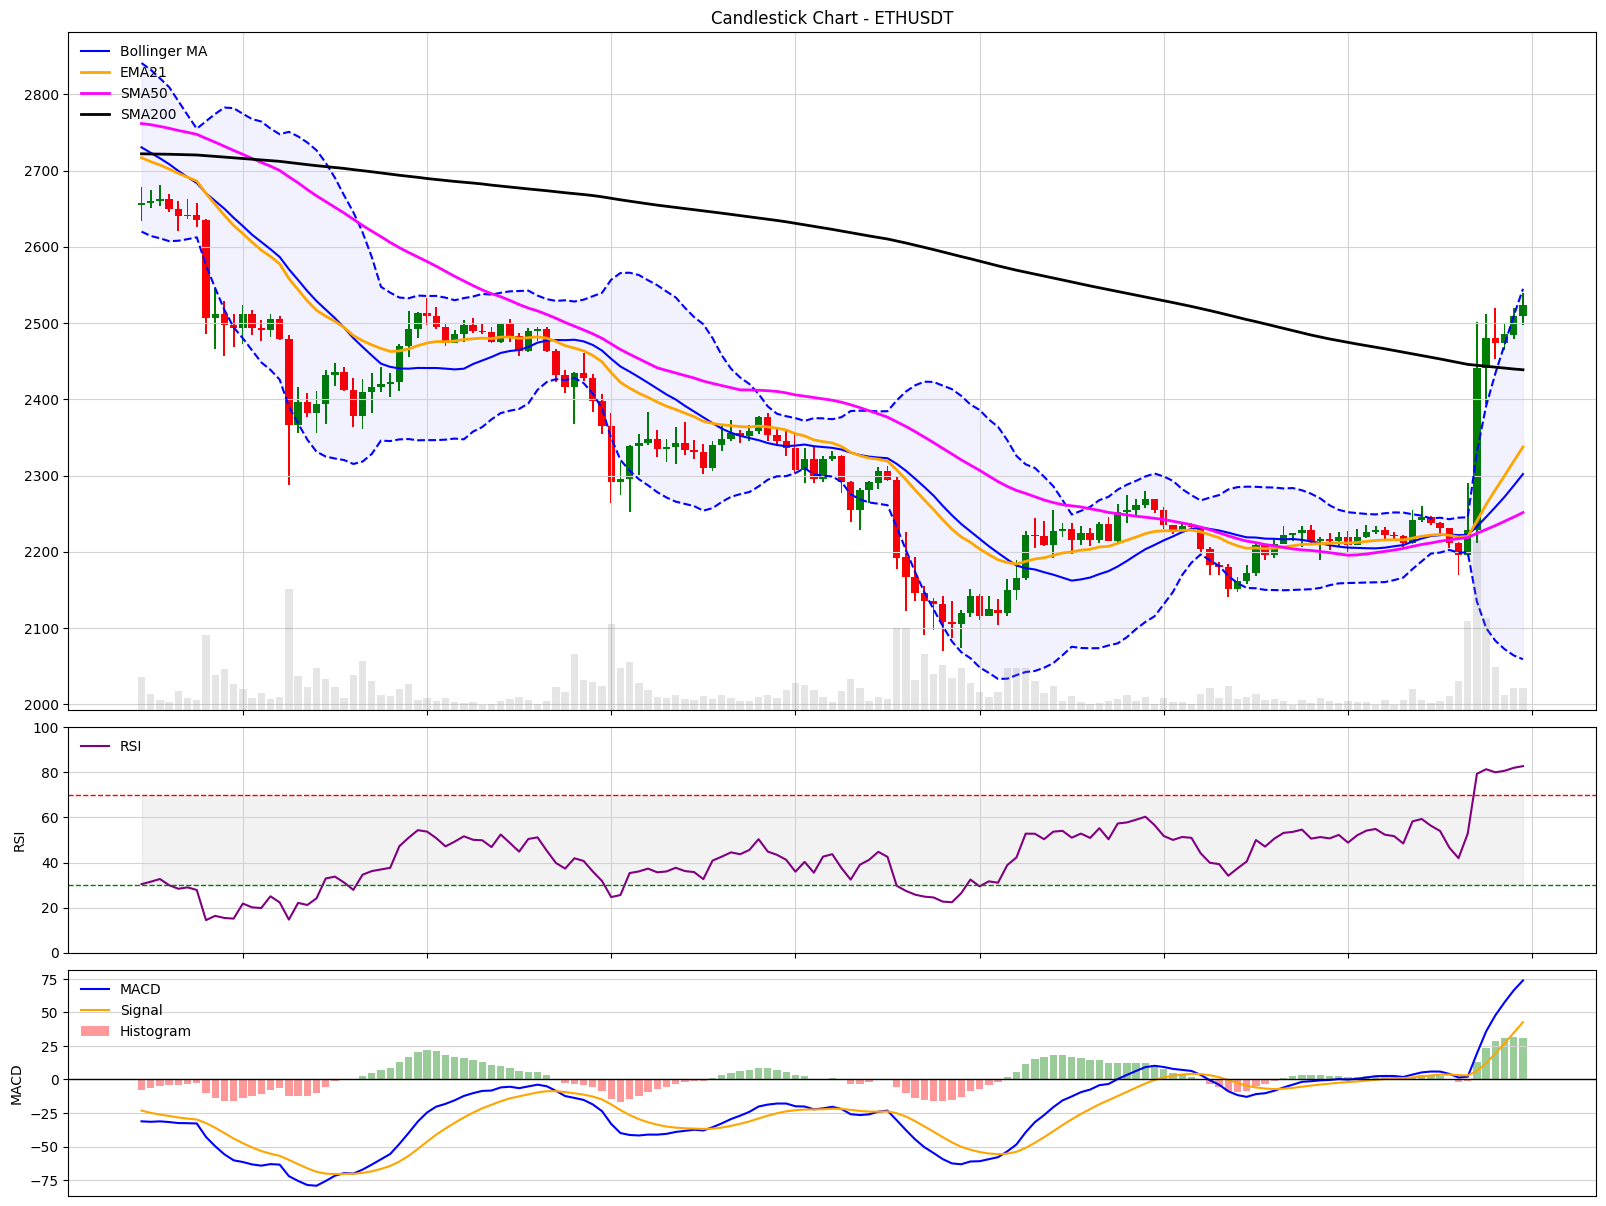 Candlestick Chart - ETHUSDT
Bollinger MA
EMA21
SMA50
SMA200
2800
2700
2600
2500
2400
2300
2200
2100
2000
RSI
100
80
60
40
20
0
RSI
MACD
Signal
Histogram
75
50
25
0
−25
−50
−75
MACD